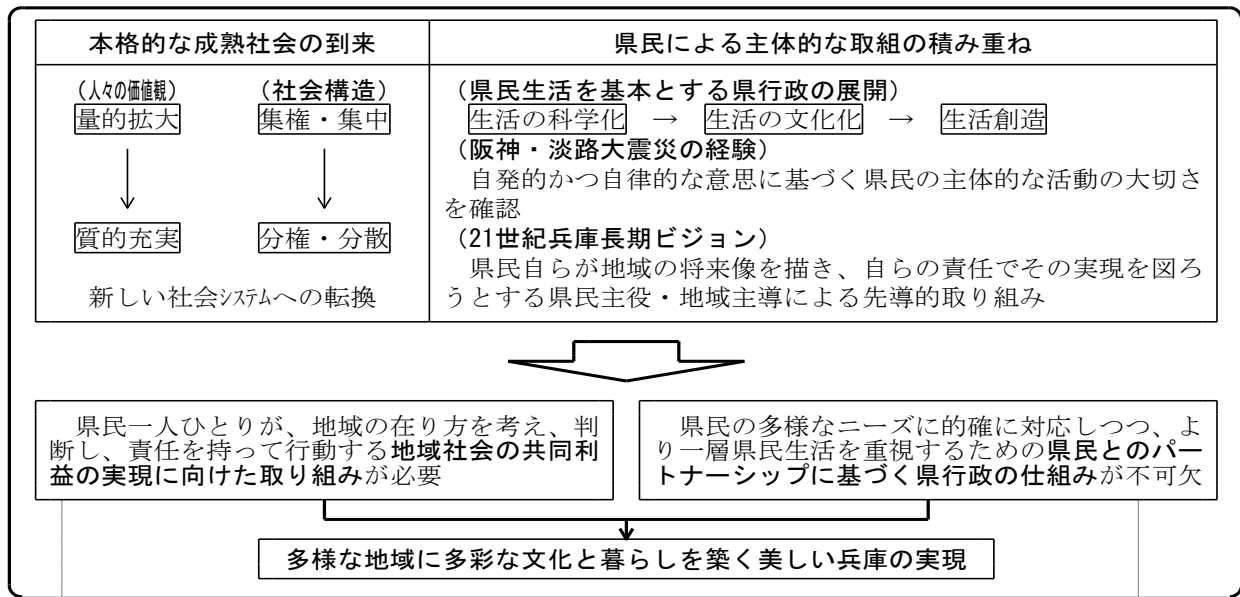 本格的な成熟社会の到来
(人々の価値観) (社会構造)
量的拡大 集権・集中
↓ ↓
質的充実 分権・分散
新しい社会システムへの転換
県民による主体的な取組の積み重ね
(県民生活を基本とする県行政の展開)
生活の科学化 → 生活の文化化 → 生活創造
(阪神・淡路大震災の経験)
自発的かつ自律的な意思に基づく県民の主体的な活動の大切さ
を確認
(21世紀兵庫長期ビジョン)
県民自らが地域の将来像を描き、自らの責任でその実現を図ろ
うとする県民主役・地域主導による先導的取り組み
県民一人ひとりが、地域の在り方を考え、判
断し、責任を持って行動する地域社会の共同利
益の実現に向けた取り組みが必要
県民の多様なニーズに的確に対応しつつ、よ
り一層県民生活を重視するための県民とのパー
トナーシップに基づく県行政の仕組みが不可欠
多様な地域に多彩な文化と暮らしを築く美しい兵庫の実現